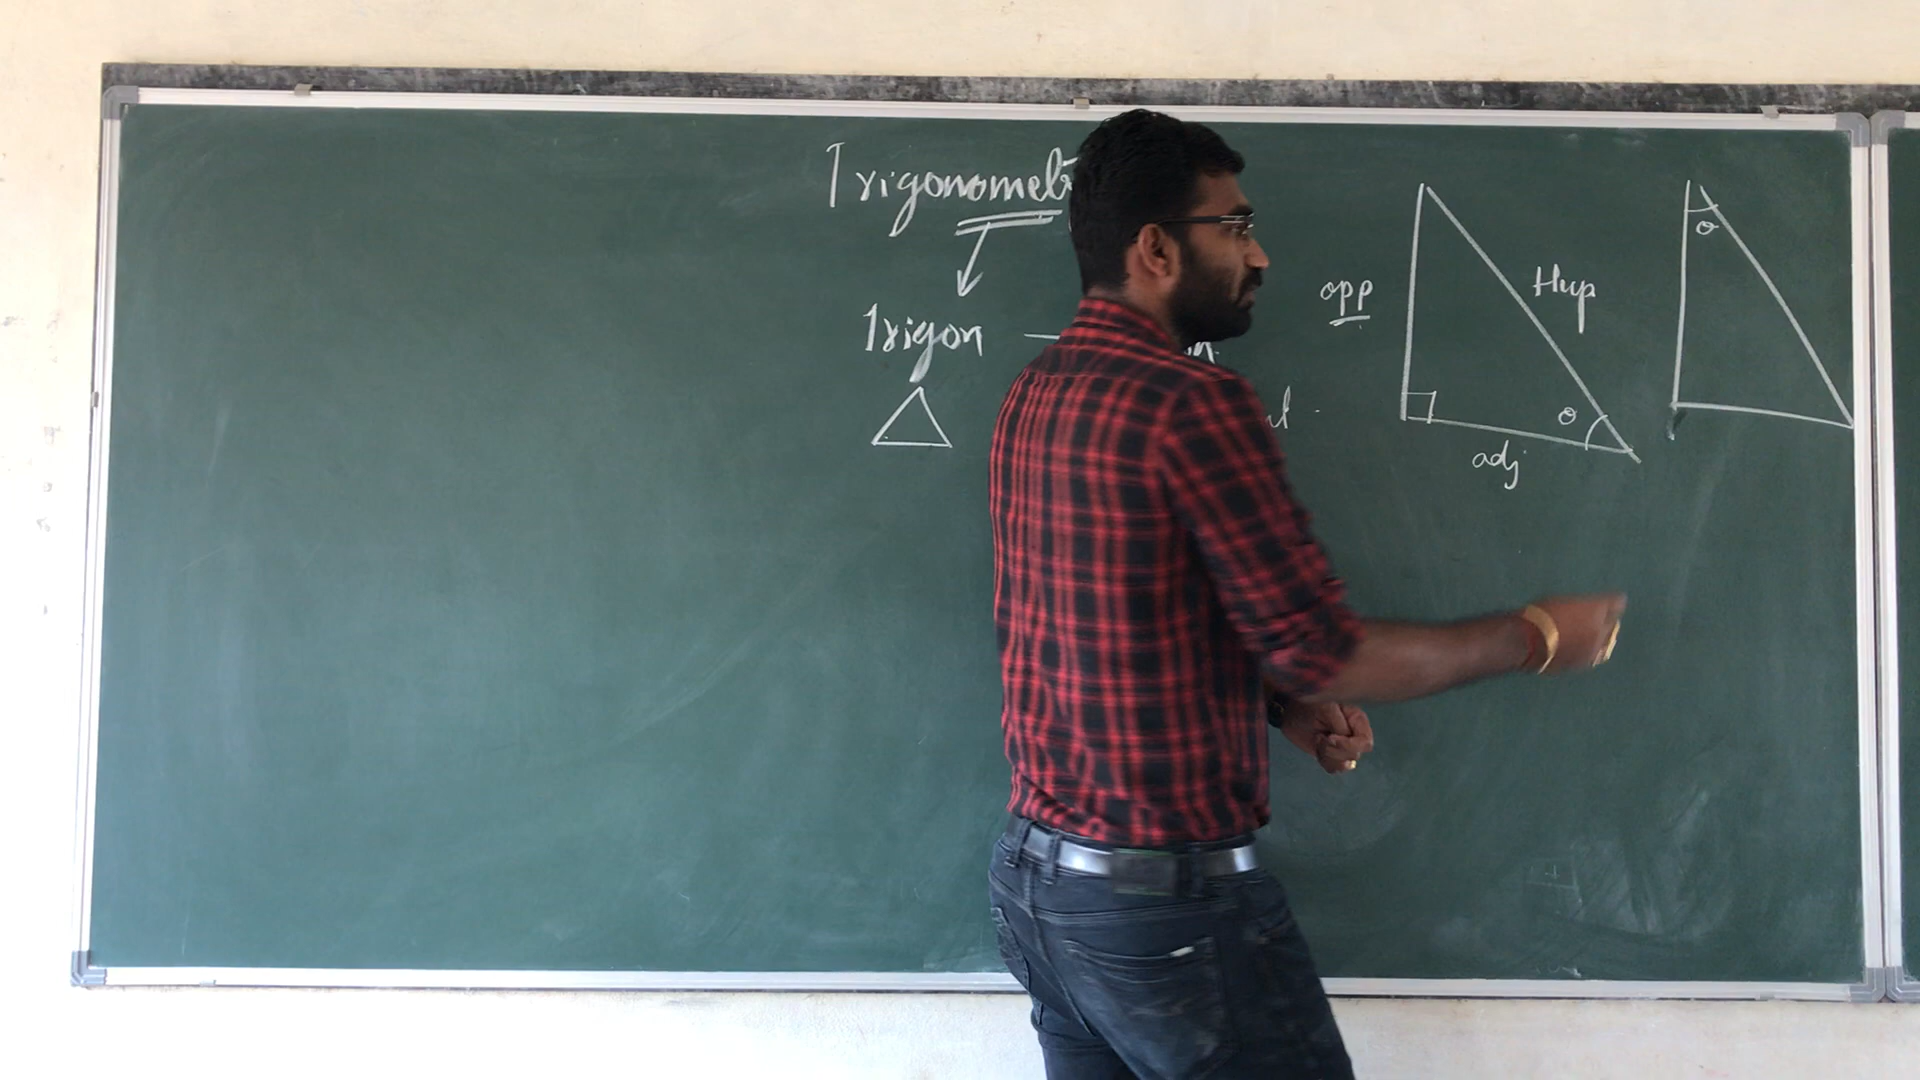 Trigonomet
Trigon —
opp
Hyp
θ
adj
θ